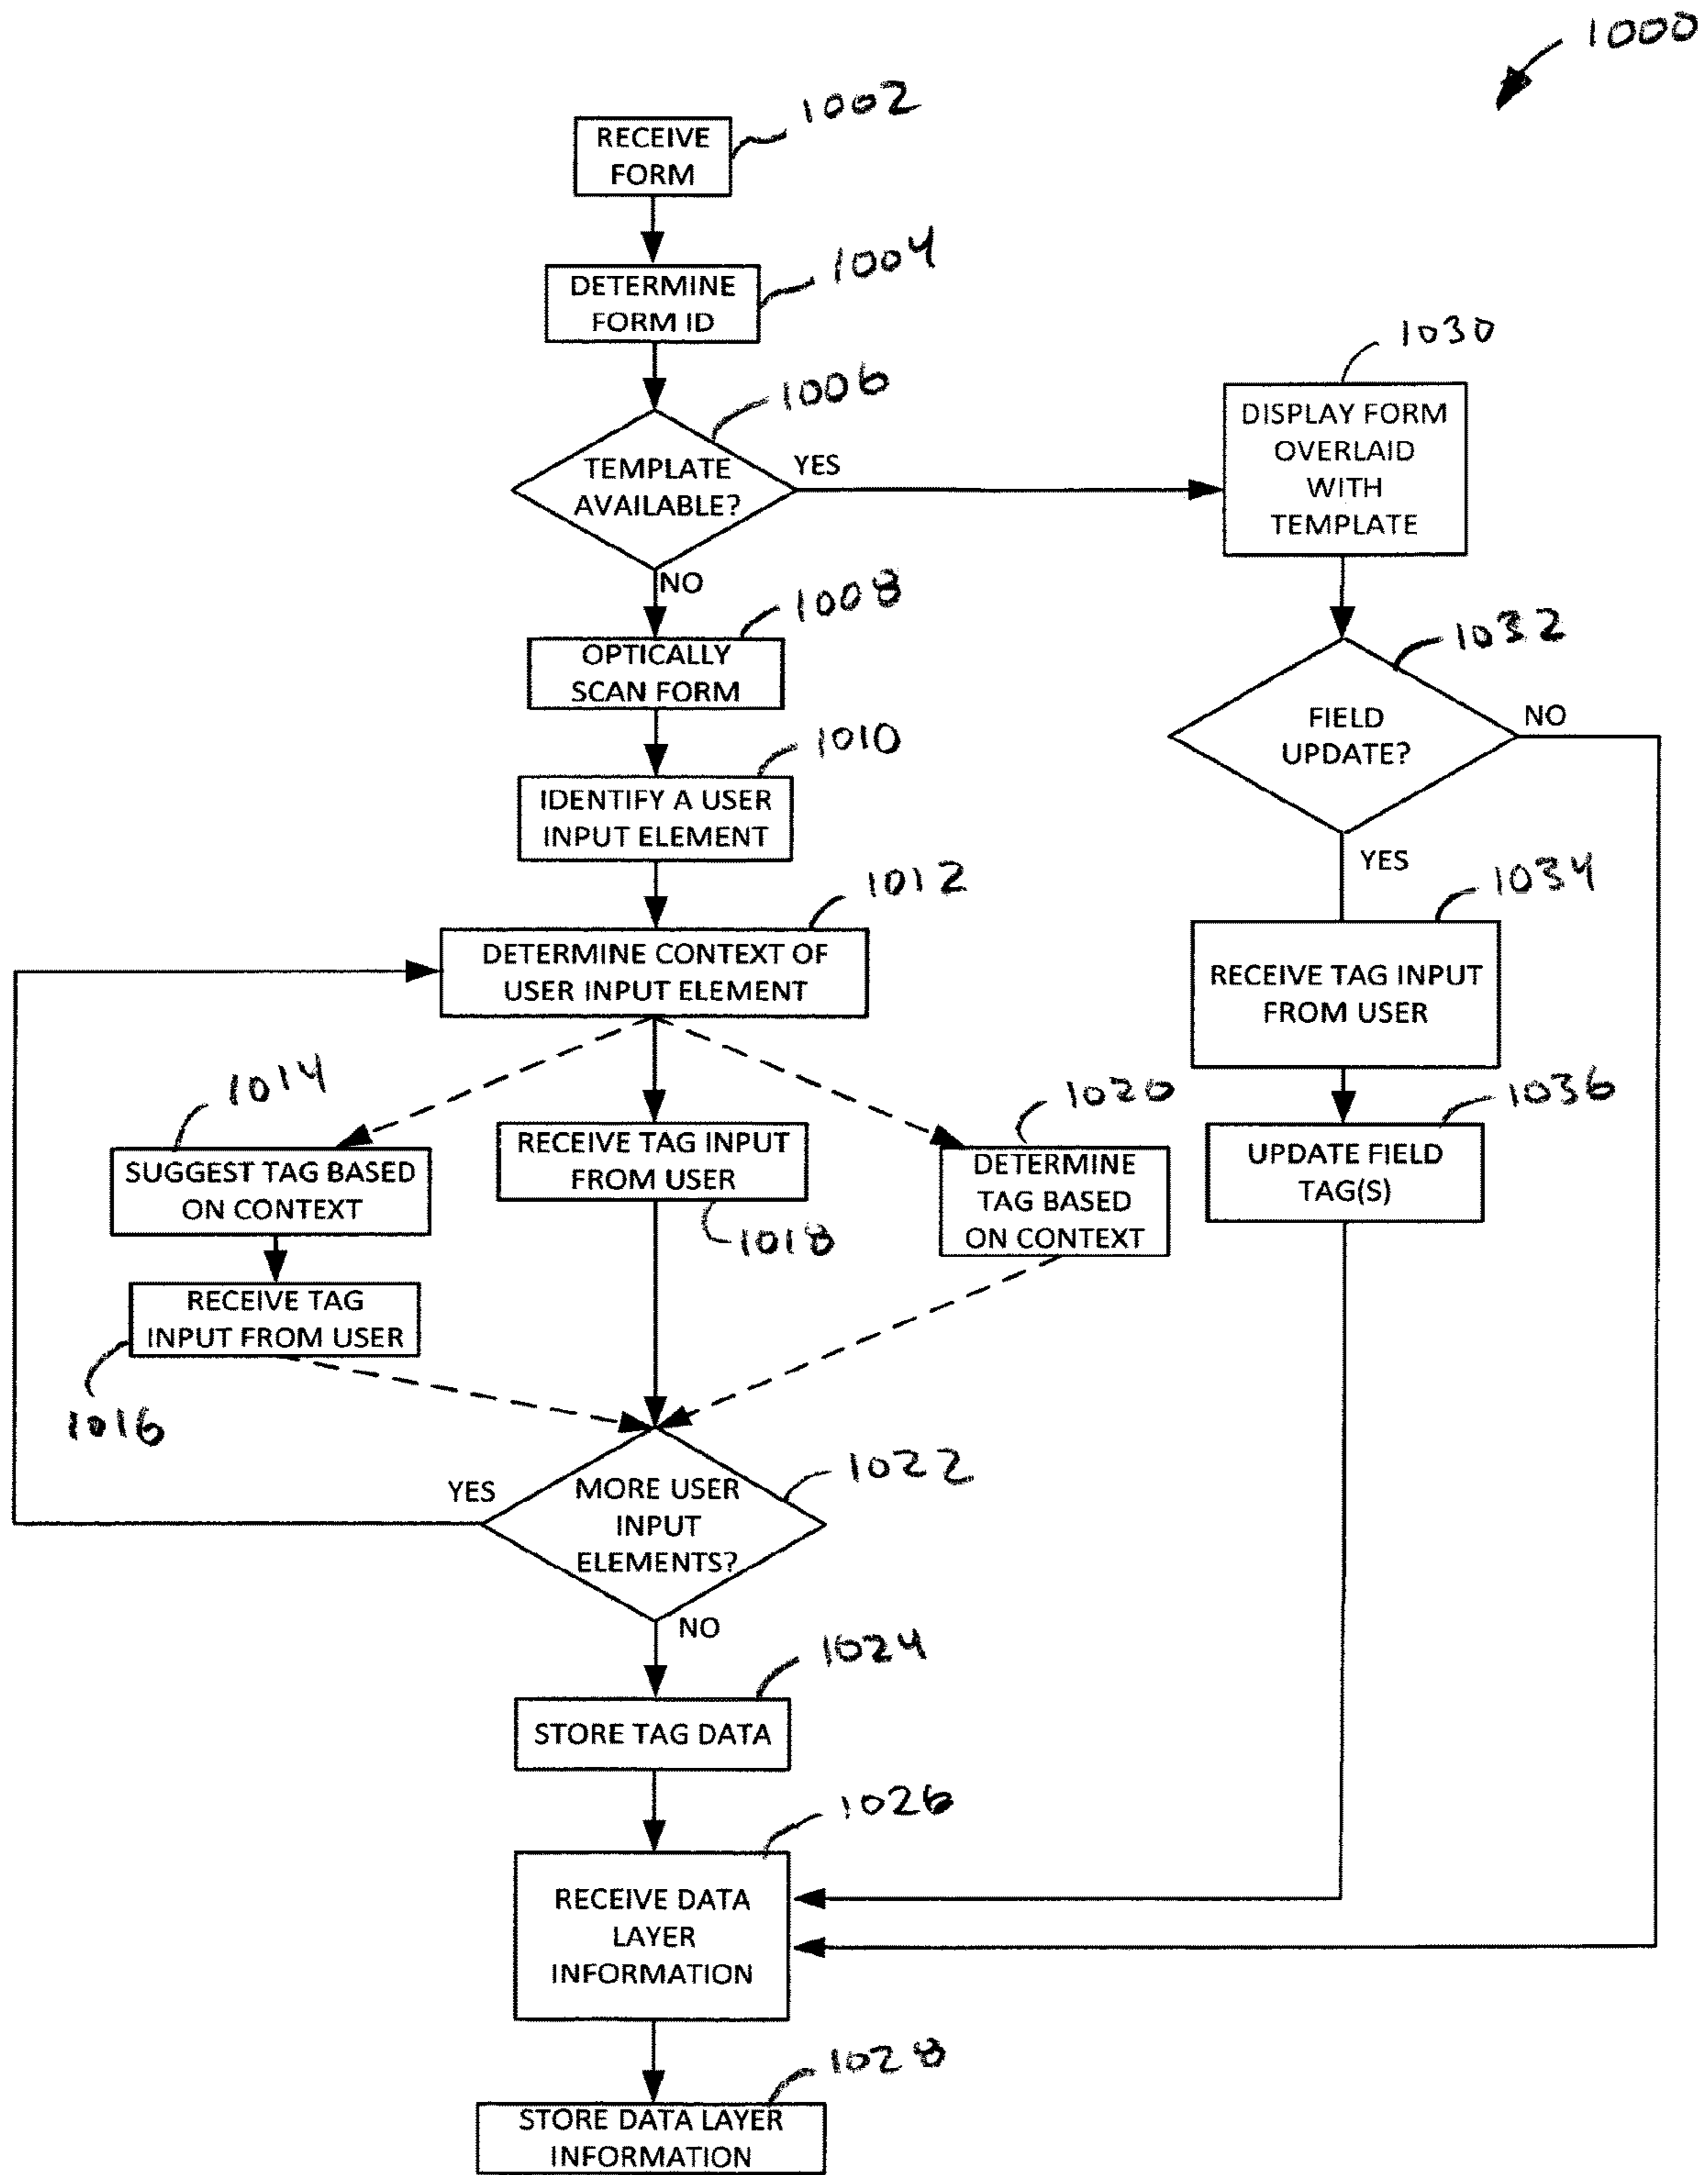 1000
1002
RECEIVE
FORM
1004
DETERMINE
FORM ID
1006
TEMPLATE
AVAILABLE?
YES
NO
1030
DISPLAY FORM
OVERLAID
WITH
TEMPLATE
1008
OPTICALLY
SCAN FORM
1032
FIELD
UPDATE?
NO
YES
1010
IDENTIFY A USER
INPUT ELEMENT
1012
DETERMINE CONTEXT OF
USER INPUT ELEMENT
1034
RECEIVE TAG INPUT
FROM USER
1014
SUGGEST TAG BASED
ON CONTEXT
RECEIVE TAG INPUT
FROM USER
1018
1020
DETERMINE
TAG BASED
ON CONTEXT
1036
UPDATE FIELD
TAG(S)
RECEIVE TAG
INPUT FROM USER
1016
YES
MORE USER
INPUT
ELEMENTS?
1022
NO
1024
STORE TAG DATA
1026
RECEIVE DATA
LAYER
INFORMATION
1028
STORE DATA LAYER
INFORMATION